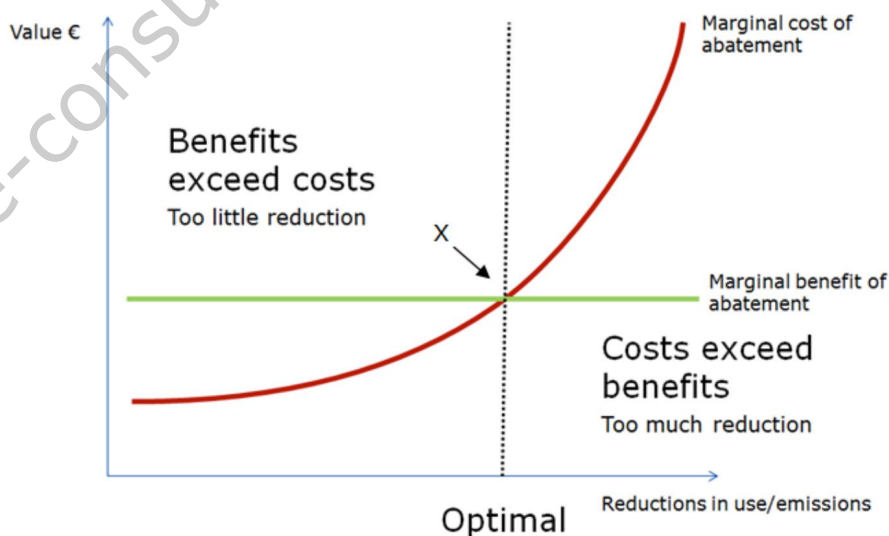 Value €
Marginal cost of
abatement
Benefits
exceed costs
Too little reduction
X
Marginal benefit of
abatement
Costs exceed
benefits
Too much reduction
Reductions in use/emissions
Optimal